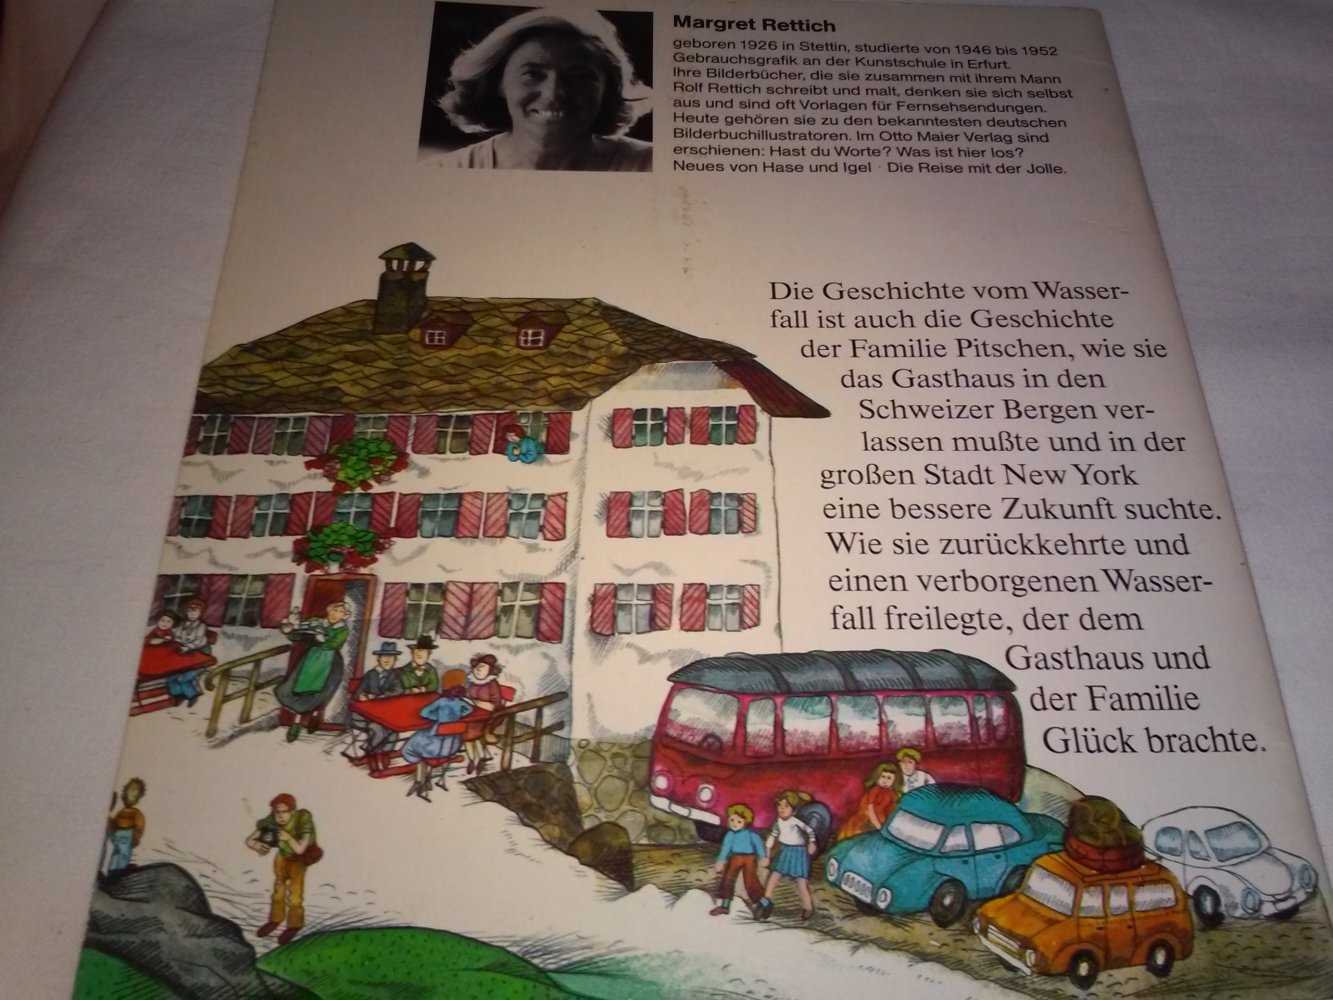 Margret Rettich
geboren 1926 in Stettin, studierte von 1946 bis 1952
Gebrauchsgrafik an der Kunstschule in Erfurt.
Ihre Bilderbücher, die sie zusammen mit ihrem Mann
Rolf Rettich schreibt und malt, denken sie sich selbst
aus und sind oft Vorlagen für Fernsehsendungen.
Heute gehören sie zu den bekanntesten deutschen
Bilderbuchillustratoren. Im Otto Maier Verlag sind
erschienen: Hast du Worte? Was ist hier los?
Neues von Hase und Igel · Die Reise mit der Jolle.
Die Geschichte vom Wasser-
fall ist auch die Geschichte
der Familie Pitschen, wie sie
das Gasthaus in den
Schweizer Bergen ver-
lassen mußte und in der
großen Stadt New York
eine bessere Zukunft suchte.
Wie sie zurückkehrte und
einen verborgenen Wasser-
fall freilegte, der dem
Gasthaus und
der Familie
Glück brachte.